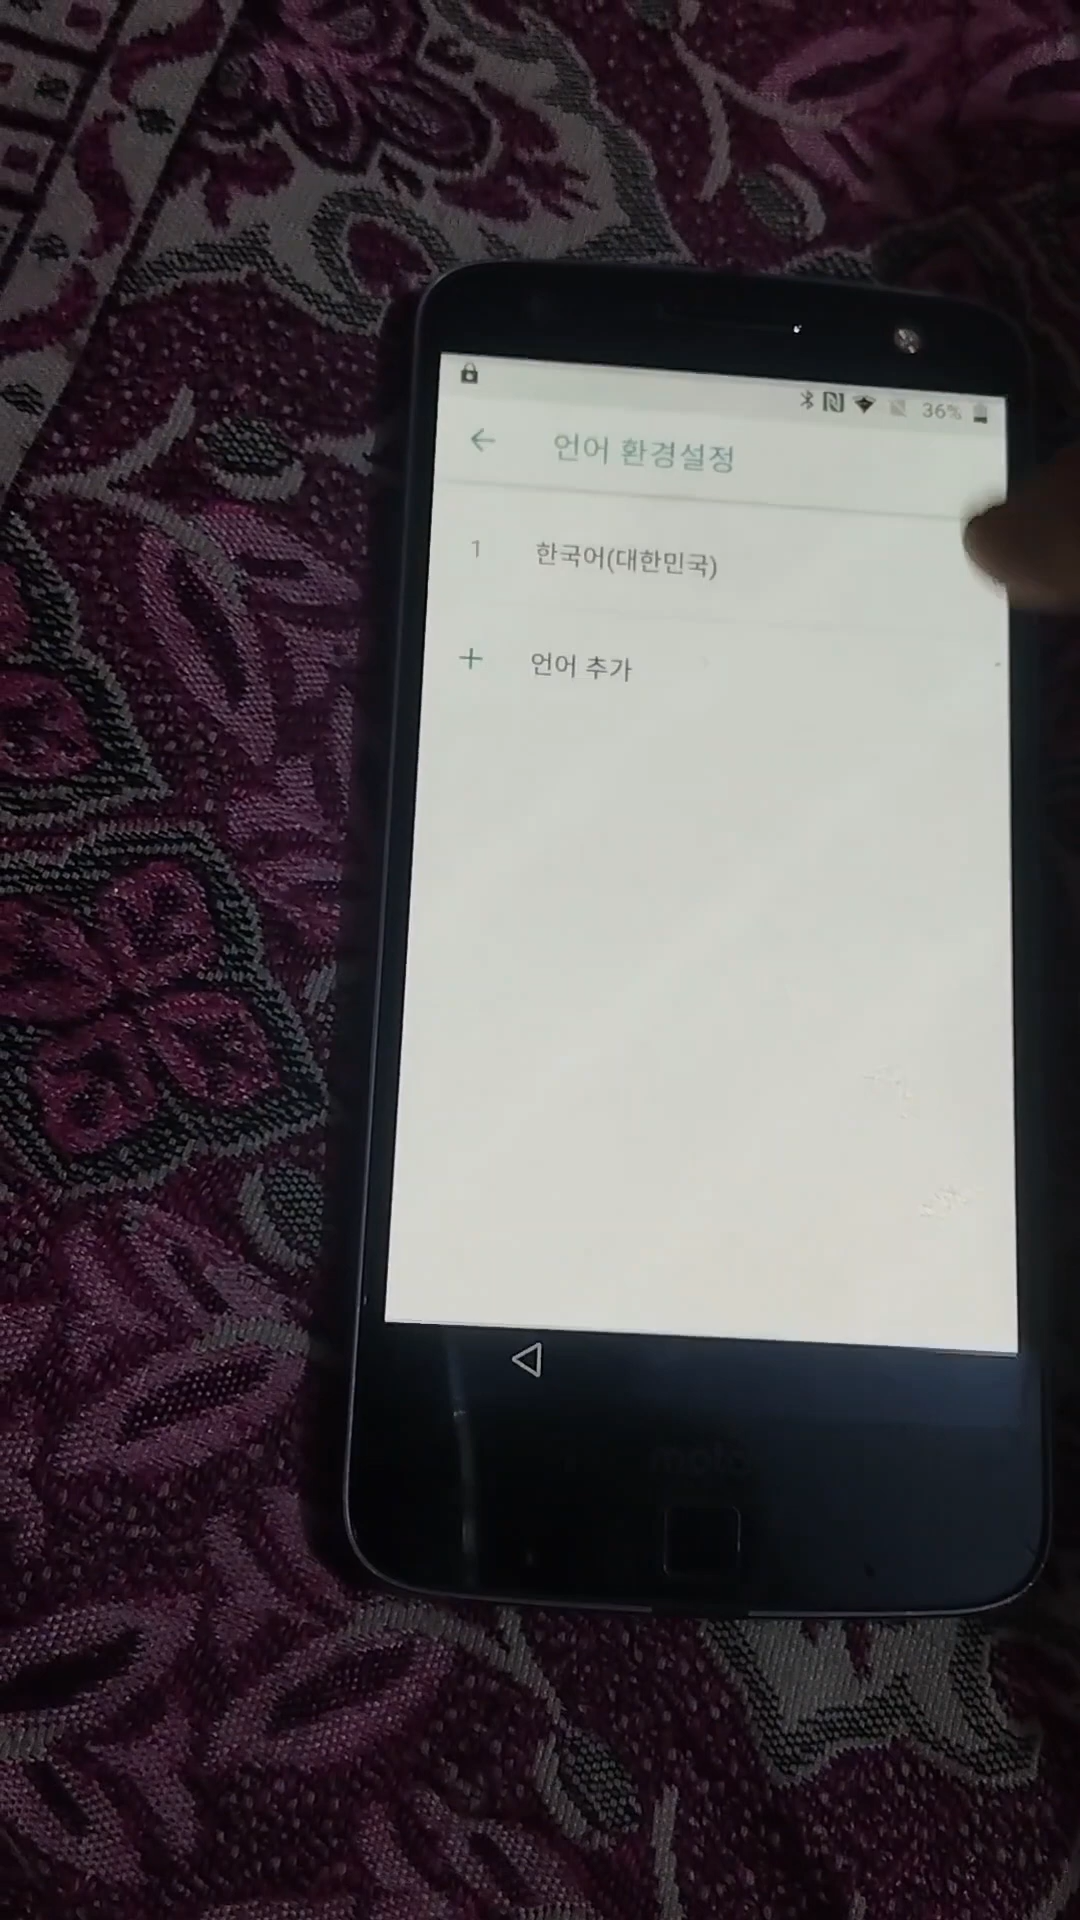 36%
언어 환경설정
1 한국어(대한민국)
+ 언어 추가
moto